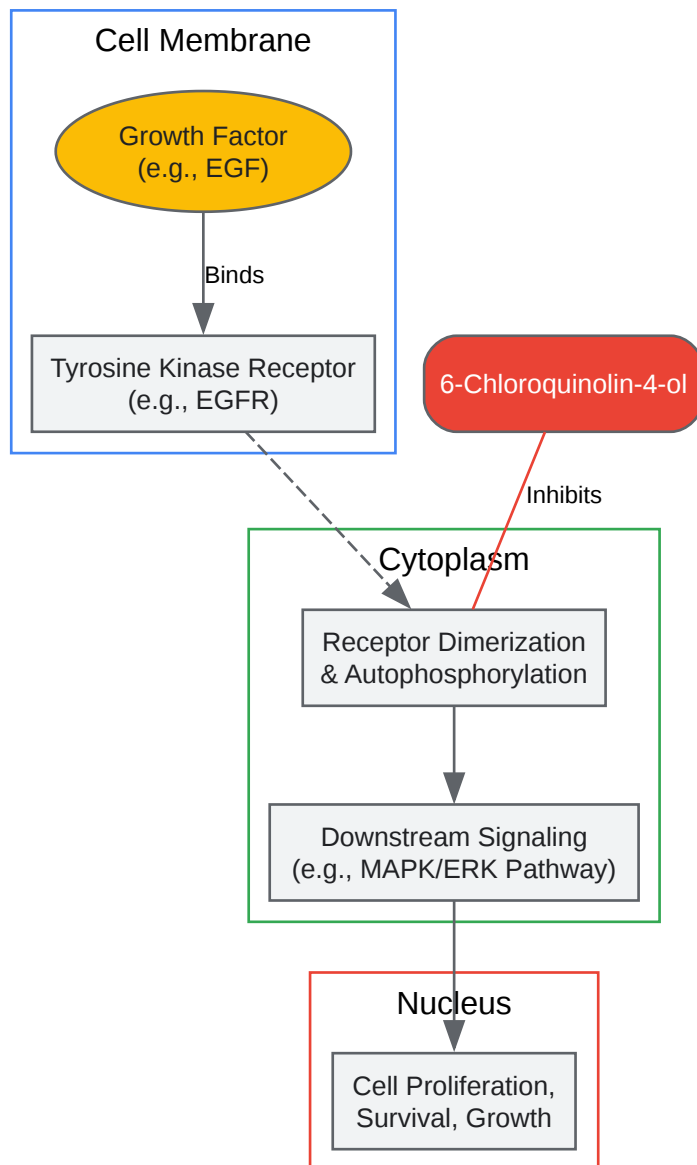 Cell Membrane
Growth Factor
(e.g., EGF)
Binds
Tyrosine Kinase Receptor
(e.g., EGFR)
6-Chloroquinolin-4-ol
Inhibits
Cytoplasm
Receptor Dimerization
& Autophosphorylation
Downstream Signaling
(e.g., MAPK/ERK Pathway)
Nucleus
Cell Proliferation,
Survival, Growth